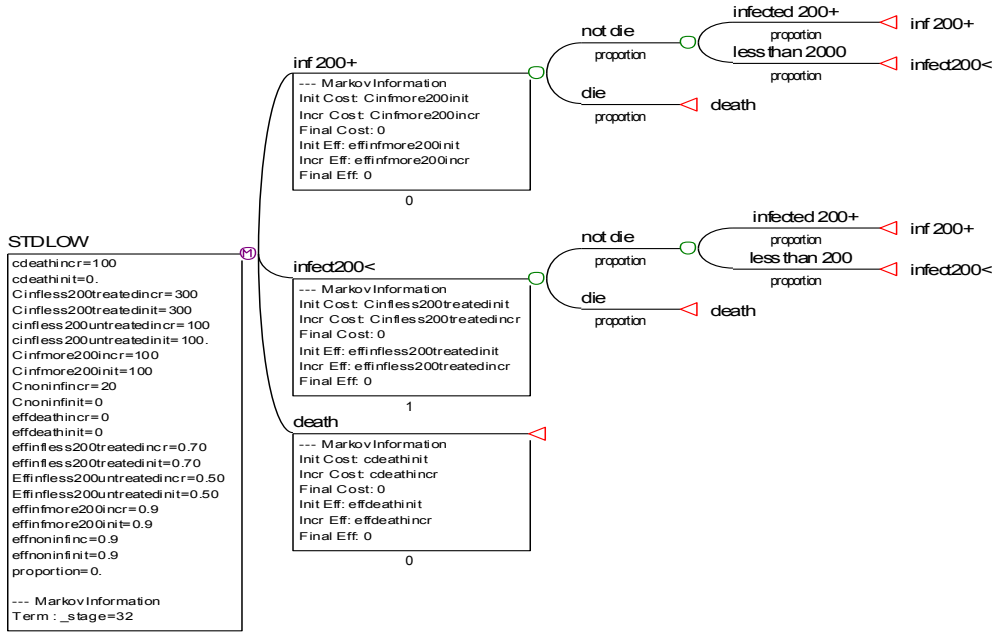 STDLOW
cdeathincr=100
cdeathinit=0.
Cinfless200treatedincr=300
Cinfless200treatedinit=300
cinfless200untreatedincr=100
cinfless200untreatedinit=100.
Cinfmore200incr=100
Cinfmore200init=100
Cnoninfincr=20
Cnoninfinit=0
effdeathincr=0
effdeathinit=0
effinfless200treatedincr=0.70
effinfless200treatedinit=0.70
Effinfless200untreatedincr=0.50
Effinfless200untreatedinit=0.50
effinfmore200incr=0.9
effinfmore200init=0.9
effnoninfinc=0.9
effnoninfinit=0.9
proportion=0.
--- Markov Information
Term : _stage=32
M
inf 200+
--- Markov Information
Init Cost: Cinfmore200init
Incr Cost: Cinfmore200incr
Final Cost: 0
Init Eff: effinfmore200init
Incr Eff: effinfmore200incr
Final Eff: 0
0
not die
proportion
infected 200+
proportion
inf 200+
less than 2000
proportion
infect200<
die
proportion
death
infect200<
--- Markov Information
Init Cost: Cinfless200treatedinit
Incr Cost: Cinfless200treatedincr
Final Cost: 0
Init Eff: effinfless200treatedinit
Incr Eff: effinfless200treatedincr
Final Eff: 0
1
not die
proportion
infected 200+
proportion
inf 200+
less than 200
proportion
infect200<
die
proportion
death
death
--- Markov Information
Init Cost: cdeathinit
Incr Cost: cdeathincr
Final Cost: 0
Init Eff: effdeathinit
Incr Eff: effdeathincr
Final Eff: 0
0